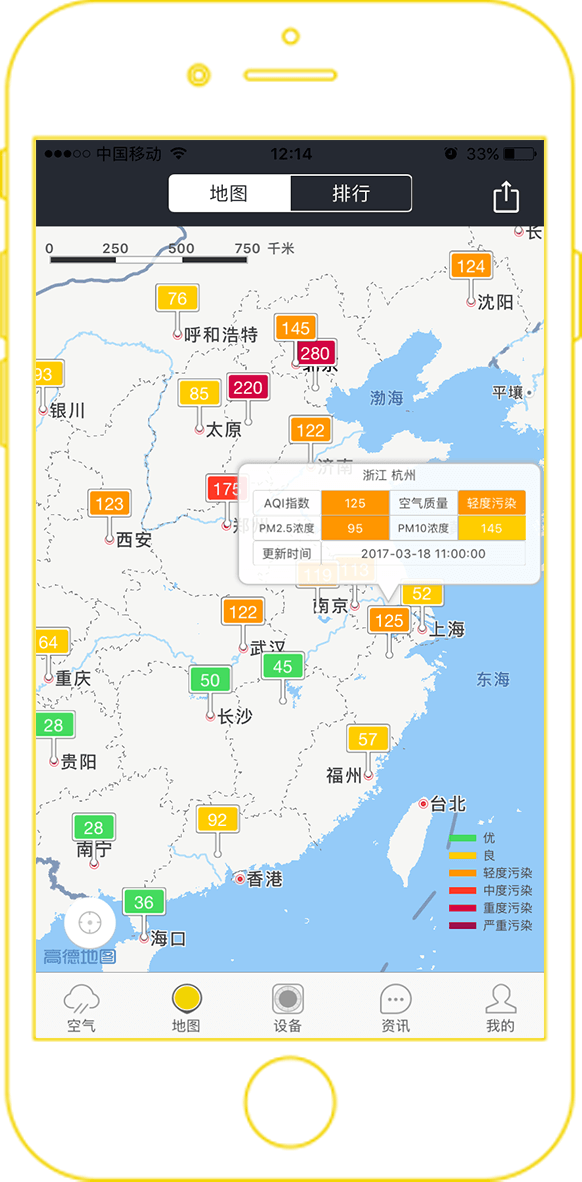 中国移动 12:14 33%
地图 排行
长
0 250 500 750 千米
124
沈阳
76
呼和浩特
145
280
北京
93
银川
85
太原
220
渤海
平壤
122
济南
浙江 杭州
AQI指数 125 空气质量 轻度污染
PM2.5浓度 95 PM10浓度 145
更新时间 2017-03-18 11:00:00
175
郑州
123
西安
119
118
南京
52
上海
122
武汉
125
64
重庆
50
长沙
45
东海
28
贵阳
57
福州
台北
28
南宁
92
香港
36
海口
优
良
轻度污染
中度污染
重度污染
严重污染
高德地图
空气 地图 设备 资讯 我的